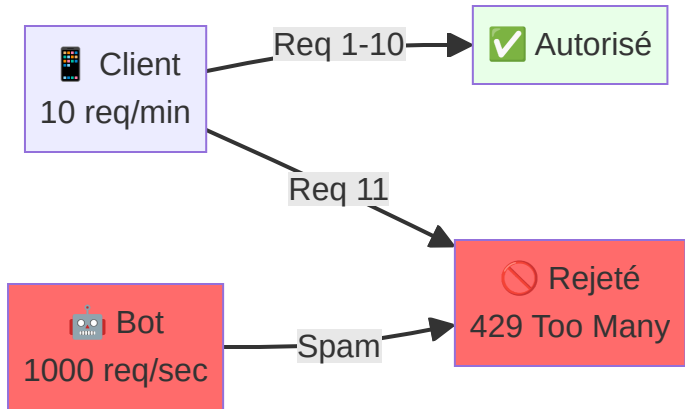 📱 Client
10 req/min
Req 1-10
✅ Autorisé
Req 11
🚫 Rejeté
429 Too Many
🤖 Bot
1000 req/sec
Spam